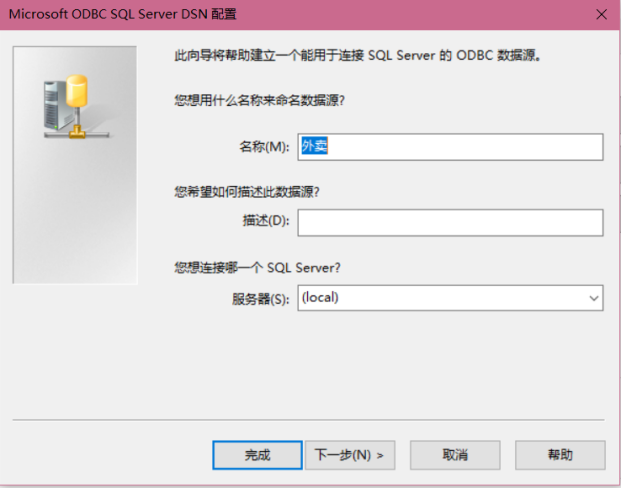 Microsoft ODBC SQL Server DSN 配置
此向导将帮助建立一个能用于连接 SQL Server 的 ODBC 数据源。
您想用什么名称来命名数据源?
名称(M): 外卖
您希望如何描述此数据源?
描述(D):
您想连接哪一个 SQL Server?
服务器(S): (local)
完成 下一步(N) > 取消 帮助